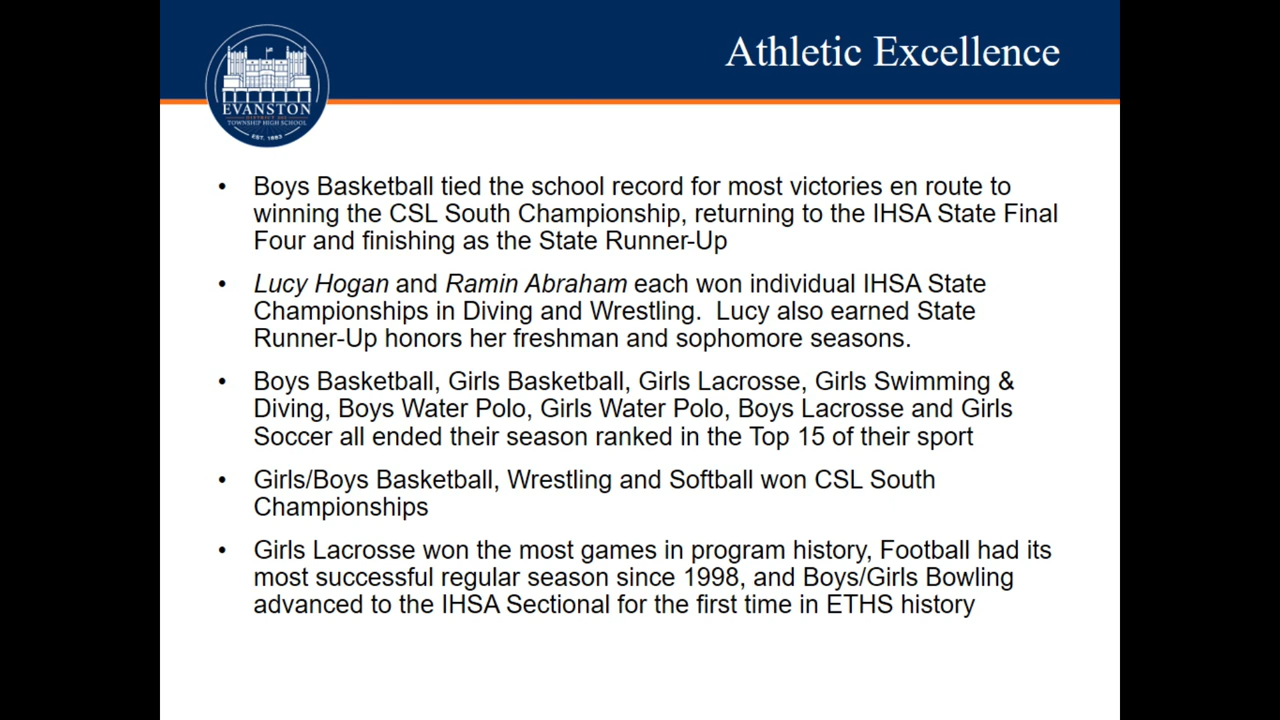 Athletic Excellence
EVANSTON
DISTRICT 202
TOWNSHIP HIGH SCHOOL
EST. 1883
• Boys Basketball tied the school record for most victories en route to
winning the CSL South Championship, returning to the IHSA State Final
Four and finishing as the State Runner-Up
• Lucy Hogan and Ramin Abraham each won individual IHSA State
Championships in Diving and Wrestling.  Lucy also earned State
Runner-Up honors her freshman and sophomore seasons.
• Boys Basketball, Girls Basketball, Girls Lacrosse, Girls Swimming &
Diving, Boys Water Polo, Girls Water Polo, Boys Lacrosse and Girls
Soccer all ended their season ranked in the Top 15 of their sport
• Girls/Boys Basketball, Wrestling and Softball won CSL South
Championships
• Girls Lacrosse won the most games in program history, Football had its
most successful regular season since 1998, and Boys/Girls Bowling
advanced to the IHSA Sectional for the first time in ETHS history